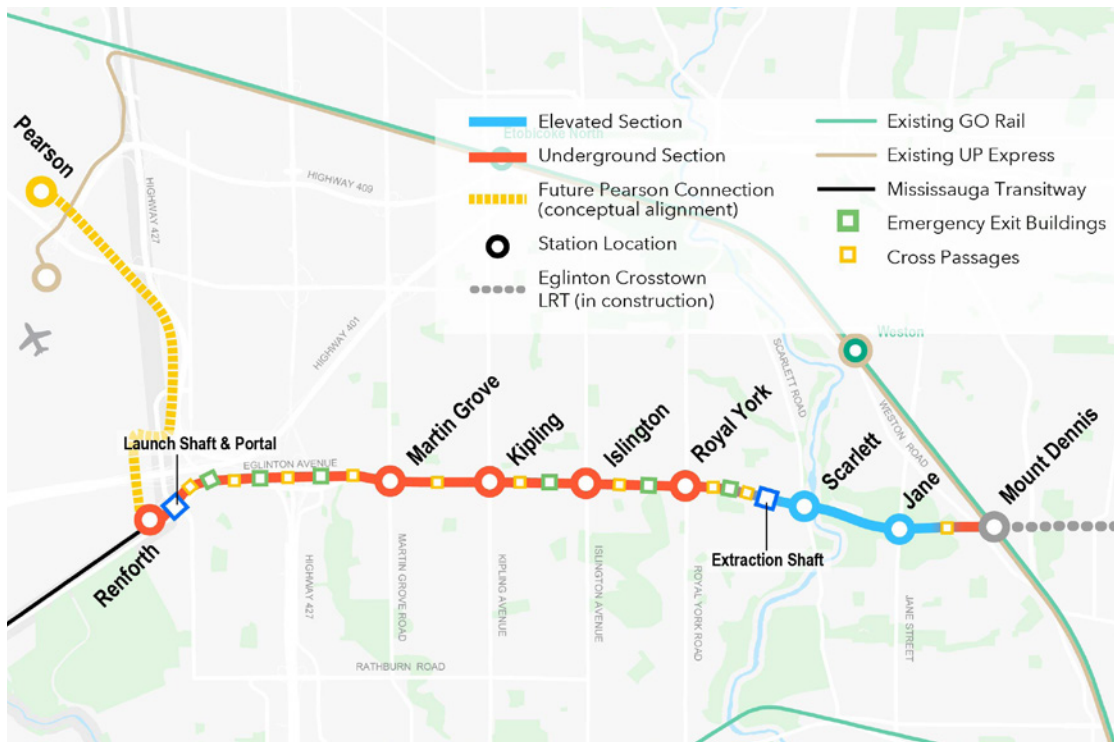 Elevated Section
Underground Section
Future Pearson Connection
(conceptual alignment)
Station Location
Eglinton Crosstown
LRT (in construction)
Existing GO Rail
Existing UP Express
Mississauga Transitway
Emergency Exit Buildings
Cross Passages
Etobicoke North
Pearson
HIGHWAY 427
HIGHWAY 409
HIGHWAY 401
SCARLETT ROAD
Weston
WESTON ROAD
Launch Shaft & Portal
EGLINTON AVENUE
Renforth
Martin Grove
Kipling
Islington
Royal York
Scarlett
Jane
Mount Dennis
Extraction Shaft
HIGHWAY 427
MARTIN GROVE ROAD
KIPLING AVENUE
ISLINGTON AVENUE
ROYAL YORK ROAD
JANE STREET
RATHBURN ROAD